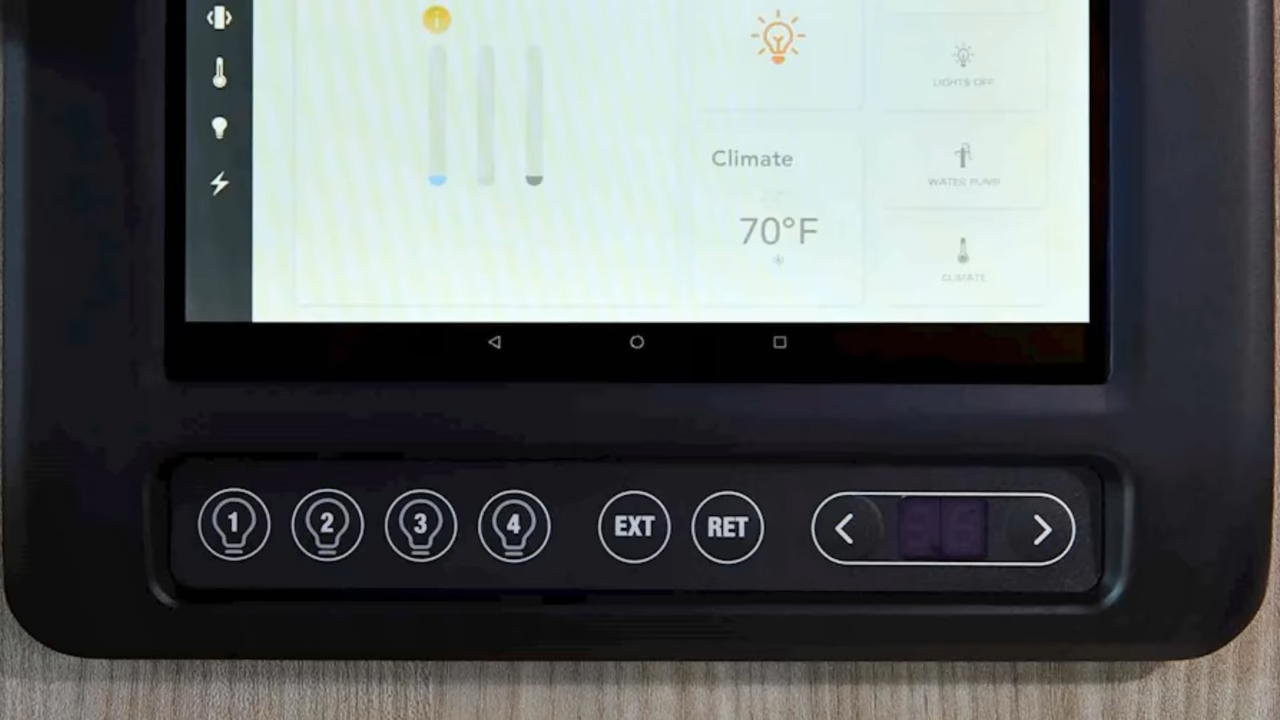 LIGHTS OFF
Climate
WATER PUMP
70°F
CLIMATE
1 2 3 4 EXT RET